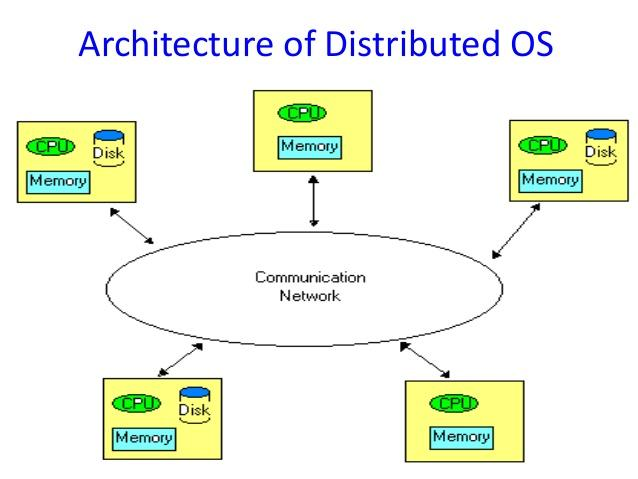 Architecture of Distributed OS
CPU
Memory
CPU
Disk
Memory
CPU
Disk
Memory
Communication
Network
CPU
Disk
Memory
CPU
Memory